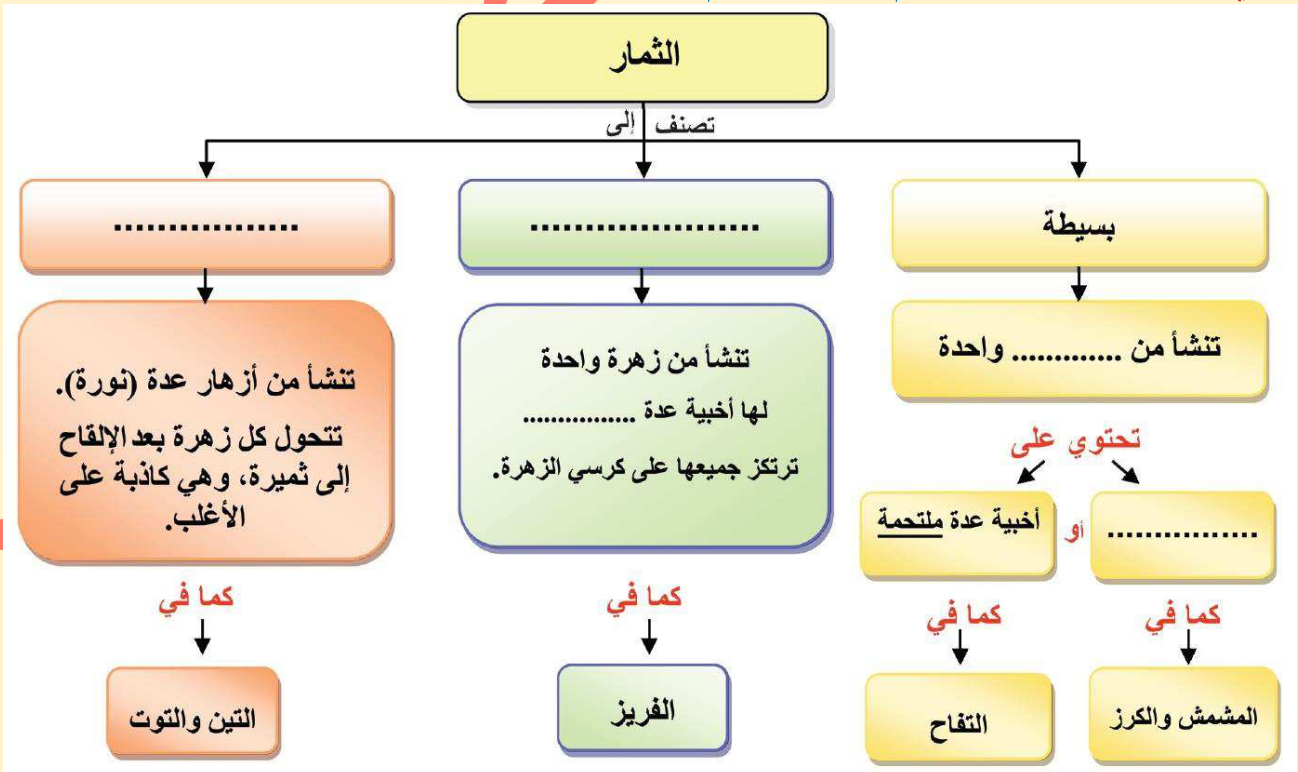 الثمار
تصنف إلى
بسيطة
.....................
.................
تنشأ من ............. واحدة
تحتوي على
................
أو
أخبية عدة ملتحمة
كما في
كما في
المشمش والكرز
التفاح
تنشأ من زهرة واحدة
لها أخبية عدة ................
ترتكز جميعها على كرسي الزهرة.
كما في
الفريز
تنشأ من أزهار عدة (نورة).
تتحول كل زهرة بعد الإلقاح
إلى ثميرة، وهي كاذبة على
الأغلب.
كما في
التين والتوت